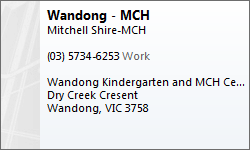 Wandong - MCH
Mitchell Shire-MCH
(03) 5734-6253 Work
Wandong Kindergarten and MCH Ce...
Dry Creek Cresent
Wandong, VIC 3758